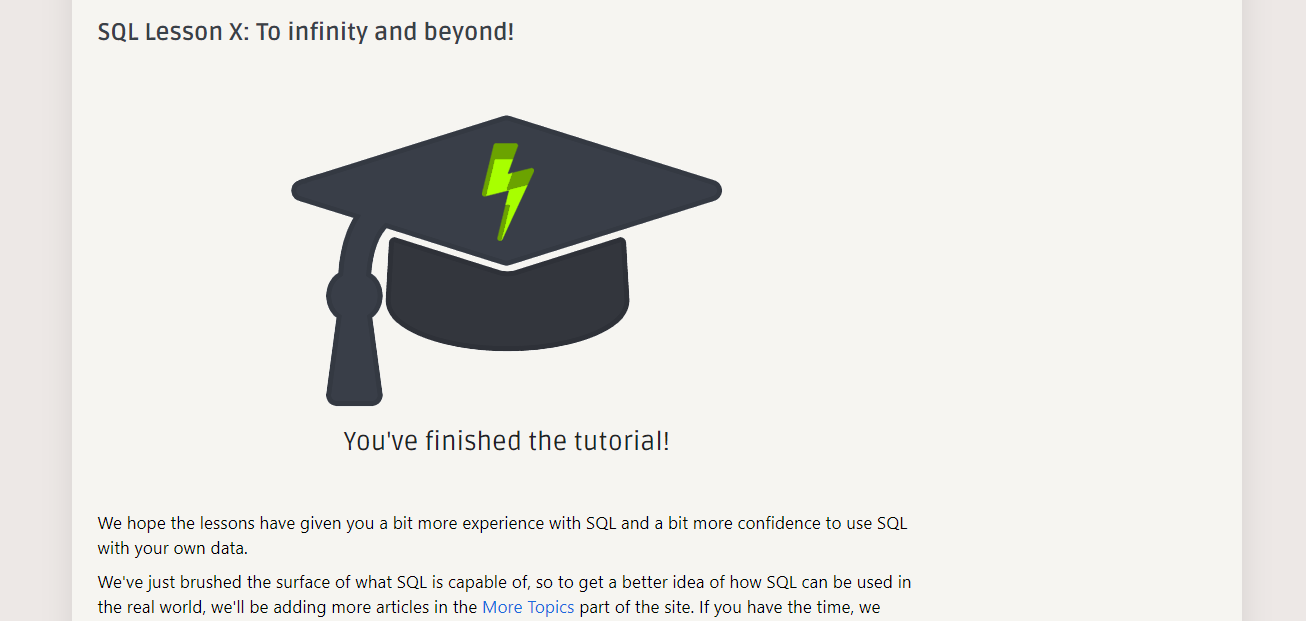 SQL Lesson X: To infinity and beyond!
You've finished the tutorial!
We hope the lessons have given you a bit more experience with SQL and a bit more confidence to use SQL
with your own data.
We've just brushed the surface of what SQL is capable of, so to get a better idea of how SQL can be used in
the real world, we'll be adding more articles in the More Topics part of the site. If you have the time, we